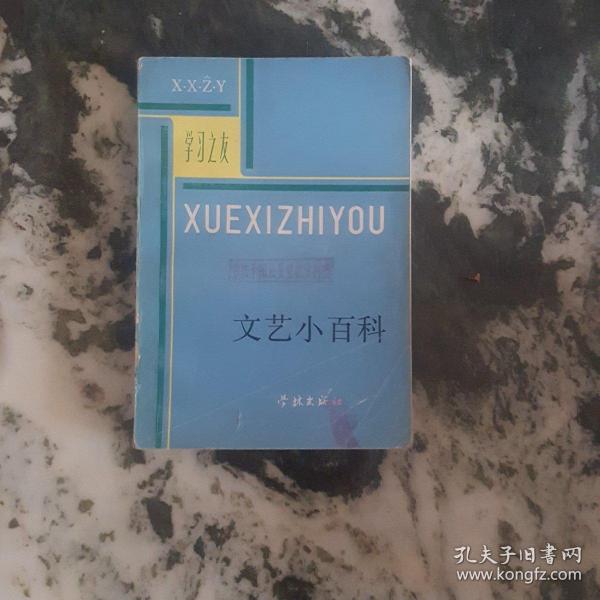 X·X·Ẑ·Y
学习之友
XUEXIZHIYOU
文艺小百科
学林出版社
孔夫子旧书网
www.kongfz.com